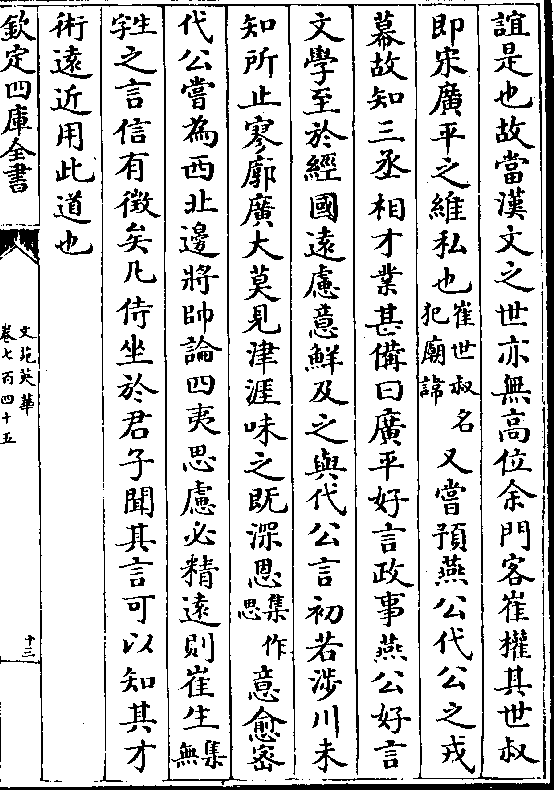 誼是也故當漢文之世亦無高位余門客崔㩲其世叔
即宋廣平之維私也崔世叔名犯廟諱又嘗預燕公代公之戎
幕故知三丞相才業甚備曰廣平好言政事燕公好言
文學至於經國遠慮意鮮及之與代公言初若涉川未
知所止寥廓廣大莫見津涯味之既深恩集作思意愈密
代公嘗為西北邊將帥論四夷思慮必精遠則崔生集無
生字之言信有徵矣凡侍坐於君子聞其言可以知其才
術遠近用此道也
欽定四庫全書
文苑英華
卷七百四十五
十三